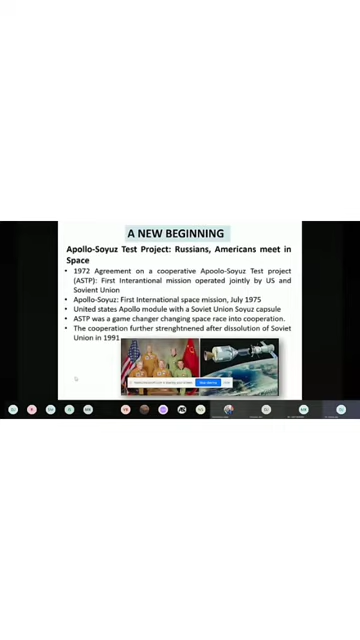 A NEW BEGINNING
Apollo-Soyuz Test Project: Russians, Americans meet in
Space
• 1972 Agreement on a cooperative Apoolo-Soyuz Test project
(ASTP): First Interantional mission operated jointly by US and
Sovient Union
• Apollo-Soyuz: First International space mission, July 1975
• United states Apollo module with a Soviet Union Soyuz capsule
• ASTP was a game changer changing space race into cooperation.
• The cooperation further strenghtnened after dissolution of Soviet
Union in 1991
Stop sharing